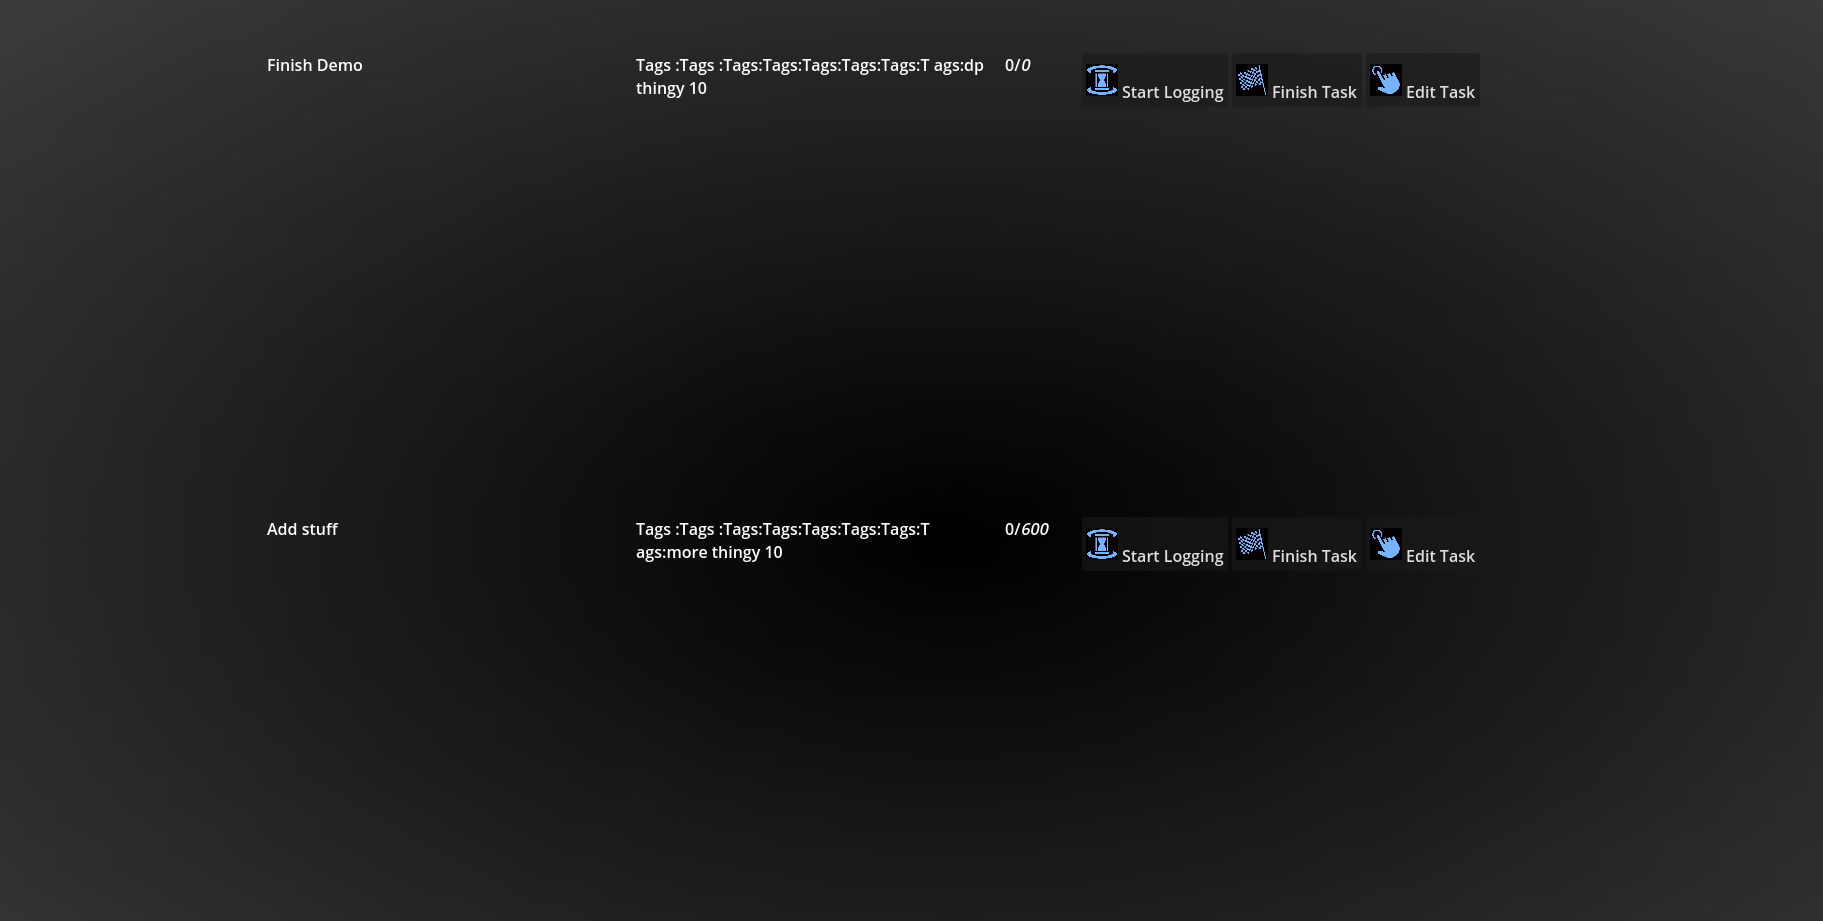 Finish Demo
Tags :Tags :Tags:Tags:Tags:Tags:Tags:T ags:dp
thingy 10
0/0
Start Logging
Finish Task
Edit Task
Add stuff
Tags :Tags :Tags:Tags:Tags:Tags:Tags:T
ags:more thingy 10
0/600
Start Logging
Finish Task
Edit Task